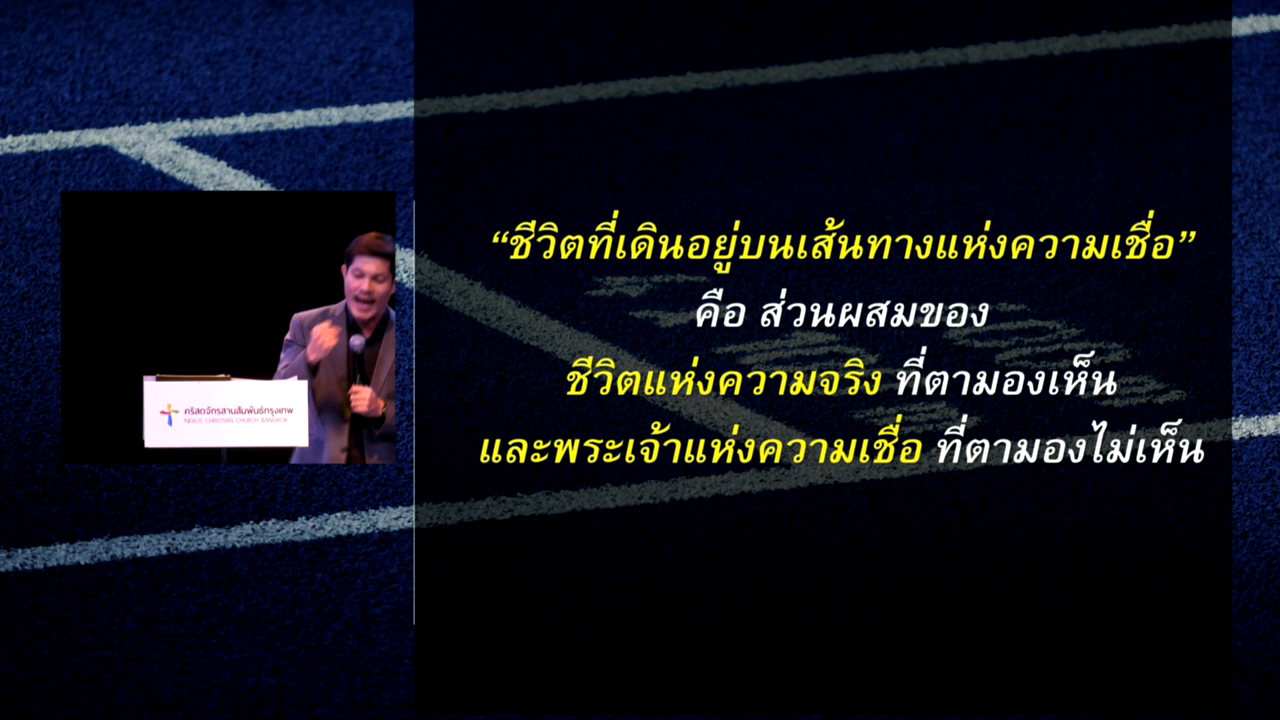 “ชีวิตที่เดินอยู่บนเส้นทางแห่งความเชื่อ”
คือ ส่วนผสมของ
ชีวิตแห่งความจริง ที่ตามองเห็น
และพระเจ้าแห่งความเชื่อ ที่ตามองไม่เห็น
คริสตจักรสานสัมพันธ์กรุงเทพ
NEXUS CHRISTIAN CHURCH BANGKOK